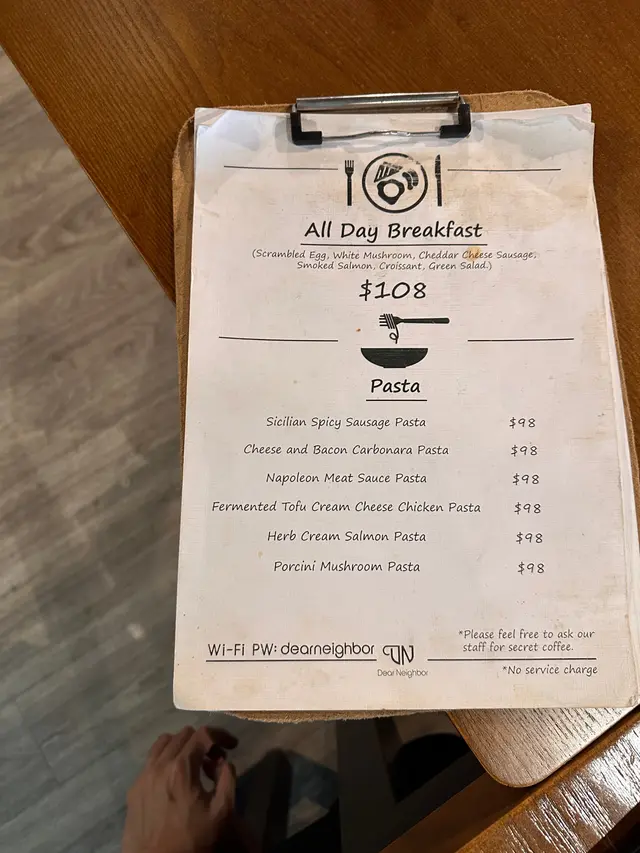 All Day Breakfast
(Scrambled Egg, White Mushroom, Cheddar Cheese Sausage,
Smoked Salmon, Croissant, Green Salad.)
$108
Pasta
Sicilian Spicy Sausage Pasta $98
Cheese and Bacon Carbonara Pasta $98
Napoleon Meat Sauce Pasta $98
Fermented Tofu Cream Cheese Chicken Pasta $98
Herb Cream Salmon Pasta $98
Porcini Mushroom Pasta $98
Wi-Fi PW: dearneighbor
DN
Dear Neighbor
*Please feel free to ask our
staff for secret coffee.
*No service charge